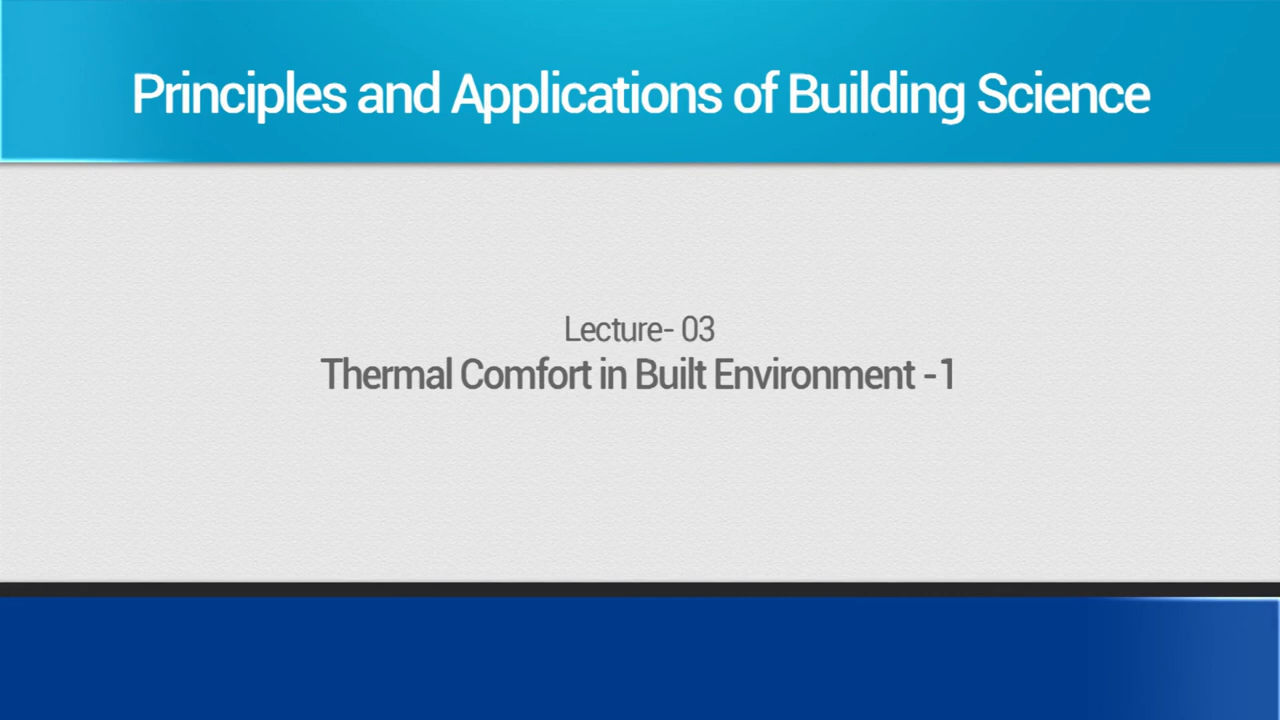 Principles and Applications of Building Science
Lecture- 03
Thermal Comfort in Built Environment -1